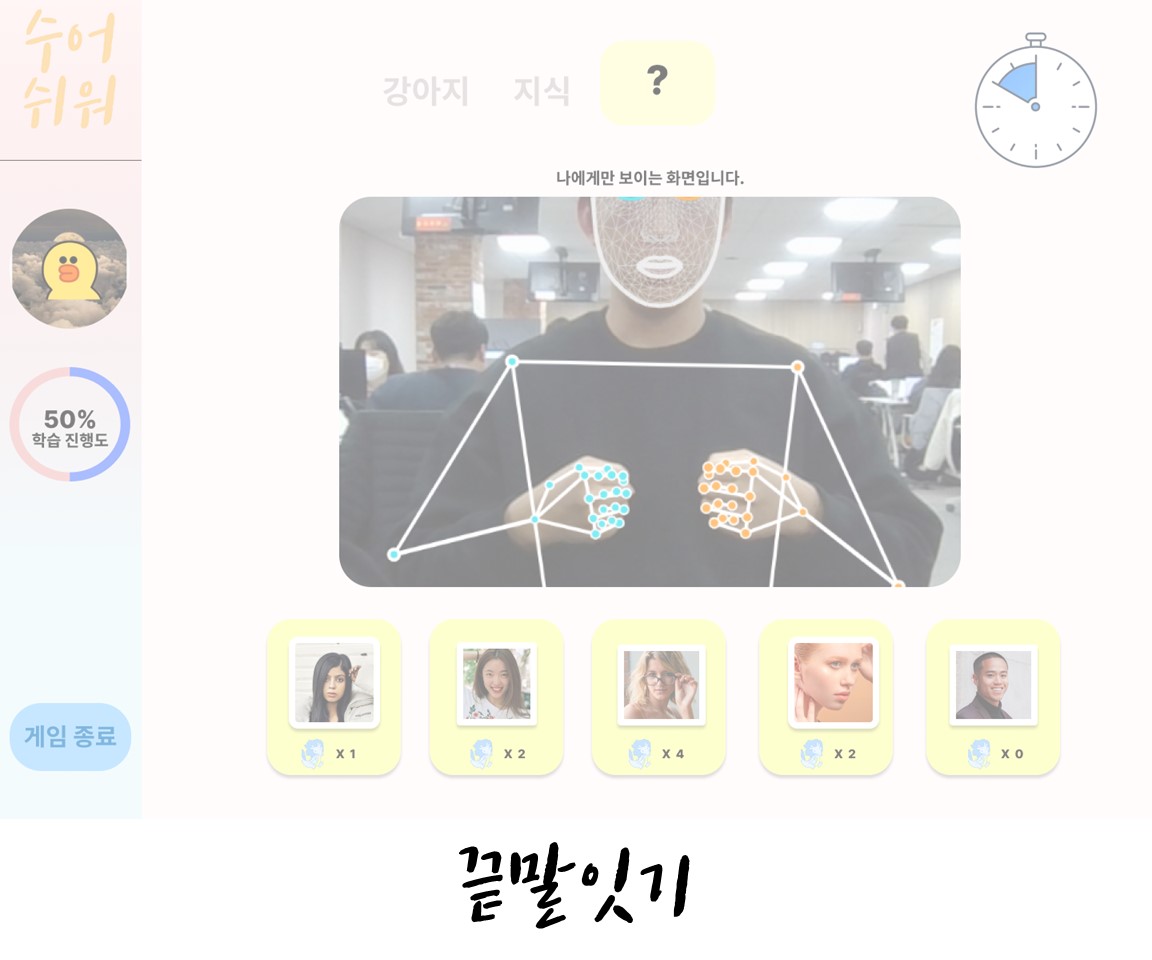 수어
쉬워
강아지 지식 ?
나에게만 보이는 화면입니다.
50%
학습 진행도
게임 종료
X 1 X 2 X 4 X 2 X 0
끝말잇기